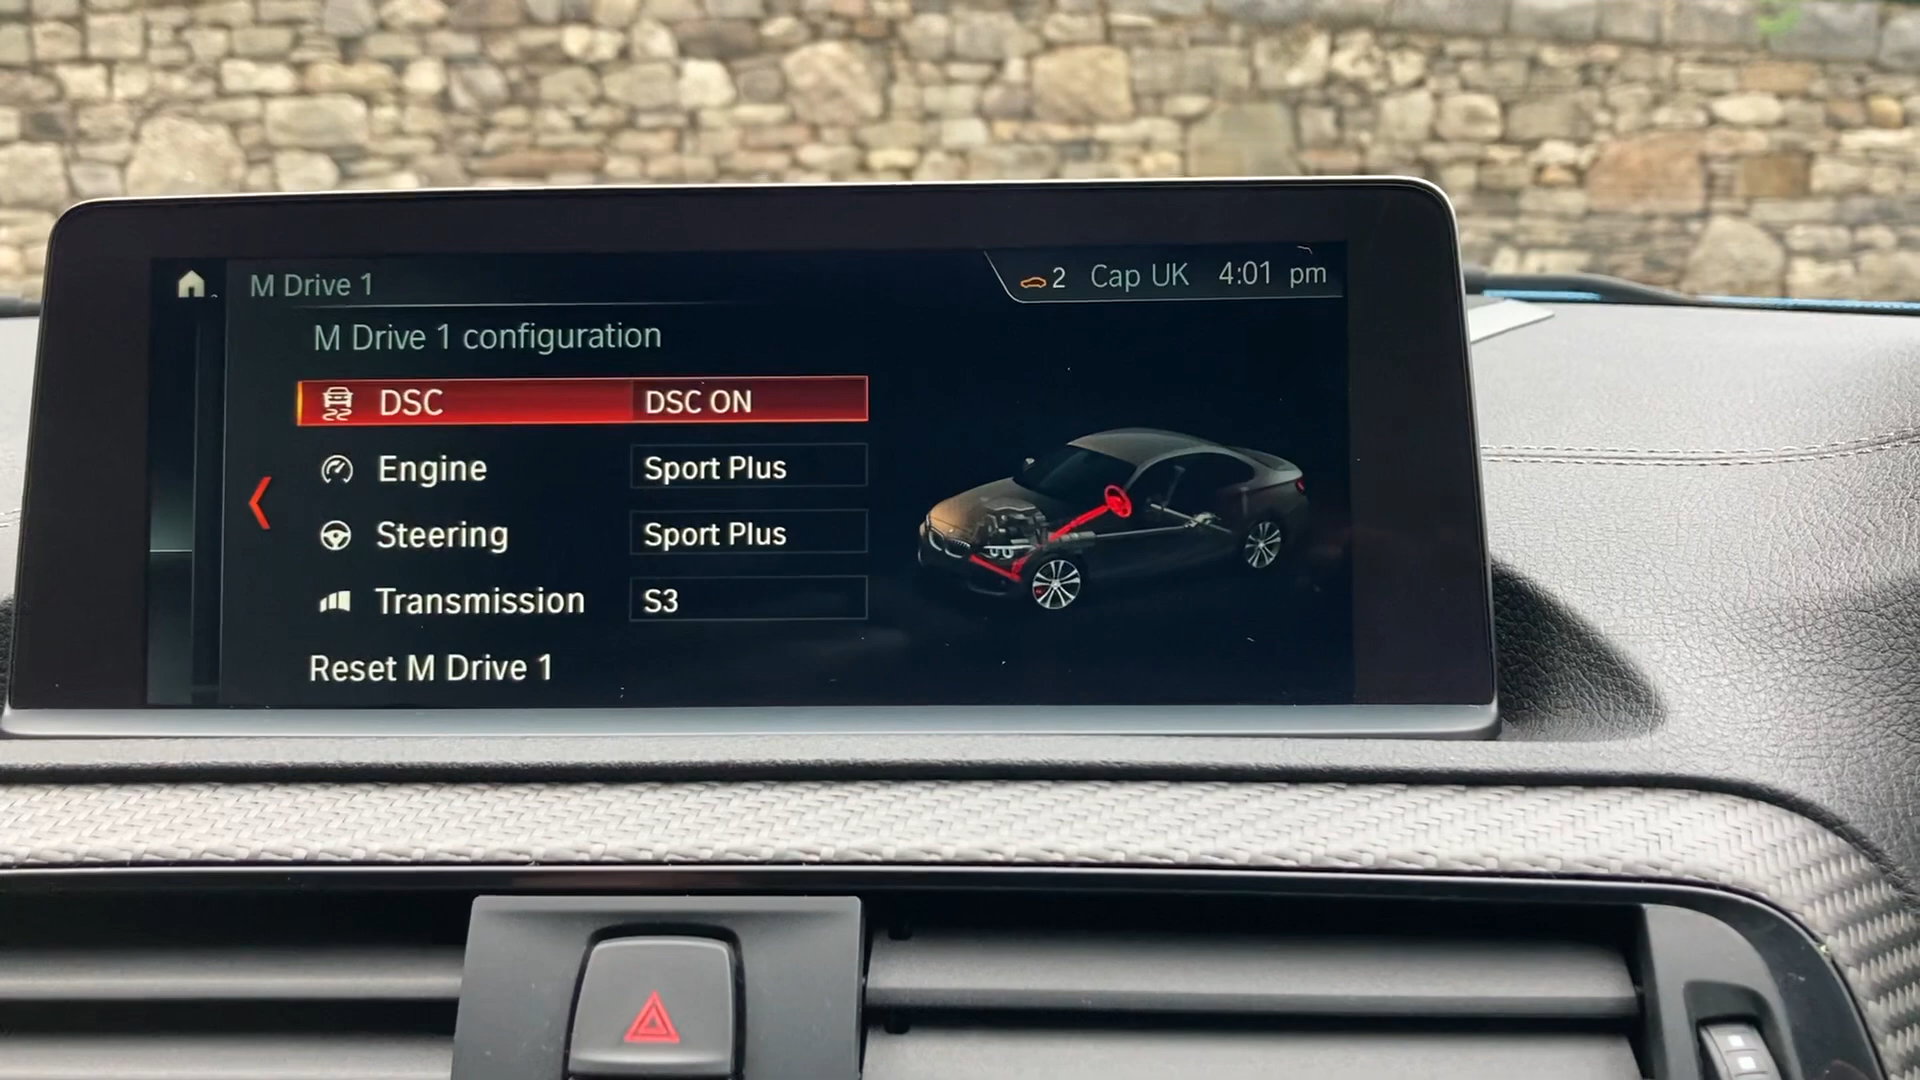 M Drive 1
2 Cap UK 4:01 pm
M Drive 1 configuration
DSC DSC ON
Engine Sport Plus
Steering Sport Plus
Transmission S3
Reset M Drive 1